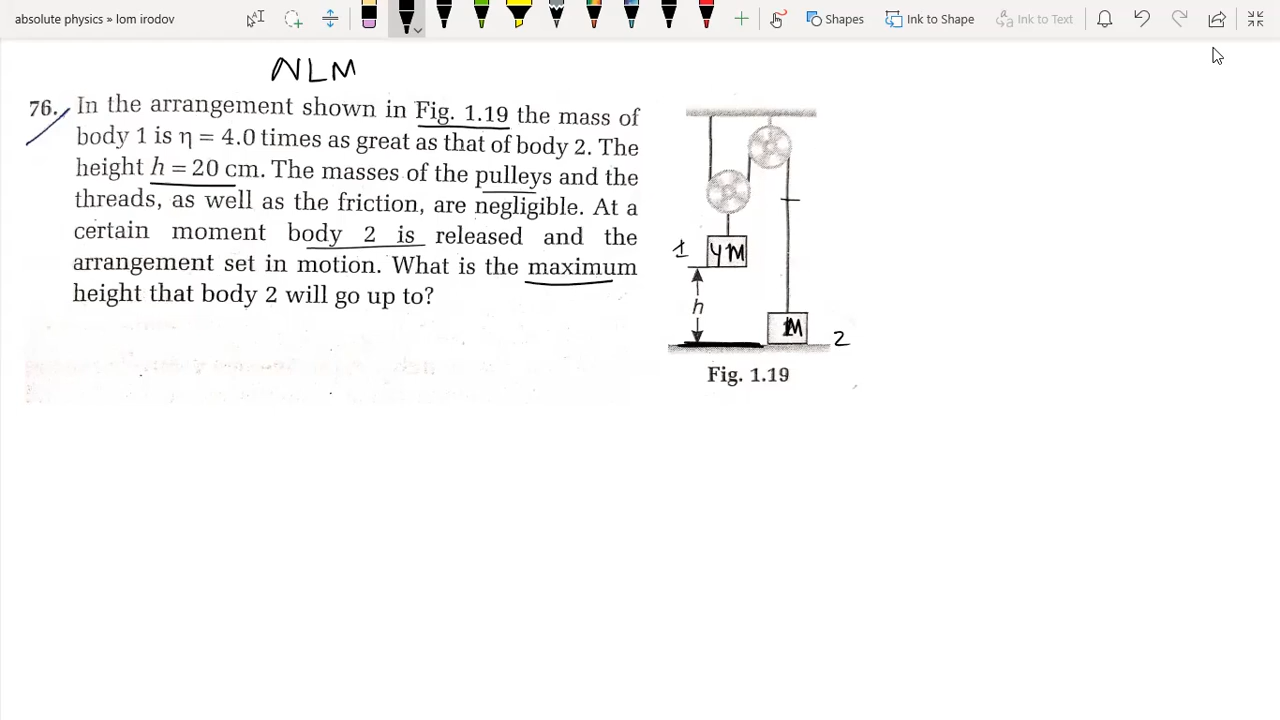 absolute physics » lom irodov
Shapes
Ink to Shape
Ink to Text
NLM
76. In the arrangement shown in Fig. 1.19 the mass of
body 1 is η = 4.0 times as great as that of body 2. The
height h = 20 cm. The masses of the pulleys and the
threads, as well as the friction, are negligible. At a
certain moment body 2 is released and the
arrangement set in motion. What is the maximum
height that body 2 will go up to?
1
4M
h
M
2
Fig. 1.19